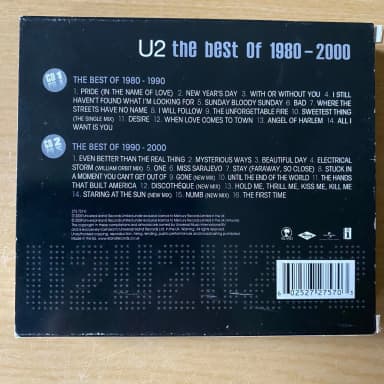 U2 the best of 1980-2000
CD 1
THE BEST OF 1980-1990
1. PRIDE (IN THE NAME OF LOVE) 2. NEW YEAR'S DAY 3. WITH OR WITHOUT YOU 4. I STILL
HAVEN'T FOUND WHAT I'M LOOKING FOR 5. SUNDAY BLOODY SUNDAY 6. BAD 7. WHERE THE
STREETS HAVE NO NAME 8. I WILL FOLLOW 9. THE UNFORGETTABLE FIRE 10. SWEETEST THING
(THE SINGLE MIX) 11. DESIRE 12. WHEN LOVE COMES TO TOWN 13. ANGEL OF HARLEM 14. ALL I
WANT IS YOU
CD 2
THE BEST OF 1990-2000
1. EVEN BETTER THAN THE REAL THING 2. MYSTERIOUS WAYS 3. BEAUTIFUL DAY 4. ELECTRICAL
STORM (WILLIAM ORBIT MIX) 5. ONE 6. MISS SARAJEVO 7. STAY (FARAWAY, SO CLOSE) 8. STUCK IN
A MOMENT YOU CAN'T GET OUT OF 9. GONE (NEW MIX) 10. UNTIL THE END OF THE WORLD 11. THE HANDS
THAT BUILT AMERICA 12. DISCOTHÈQUE (NEW MIX) 13. HOLD ME, THRILL ME, KISS ME, KILL ME
14. STARING AT THE SUN (NEW MIX) 15. NUMB (NEW MIX) 16. THE FIRST TIME
6 02527 27570 5